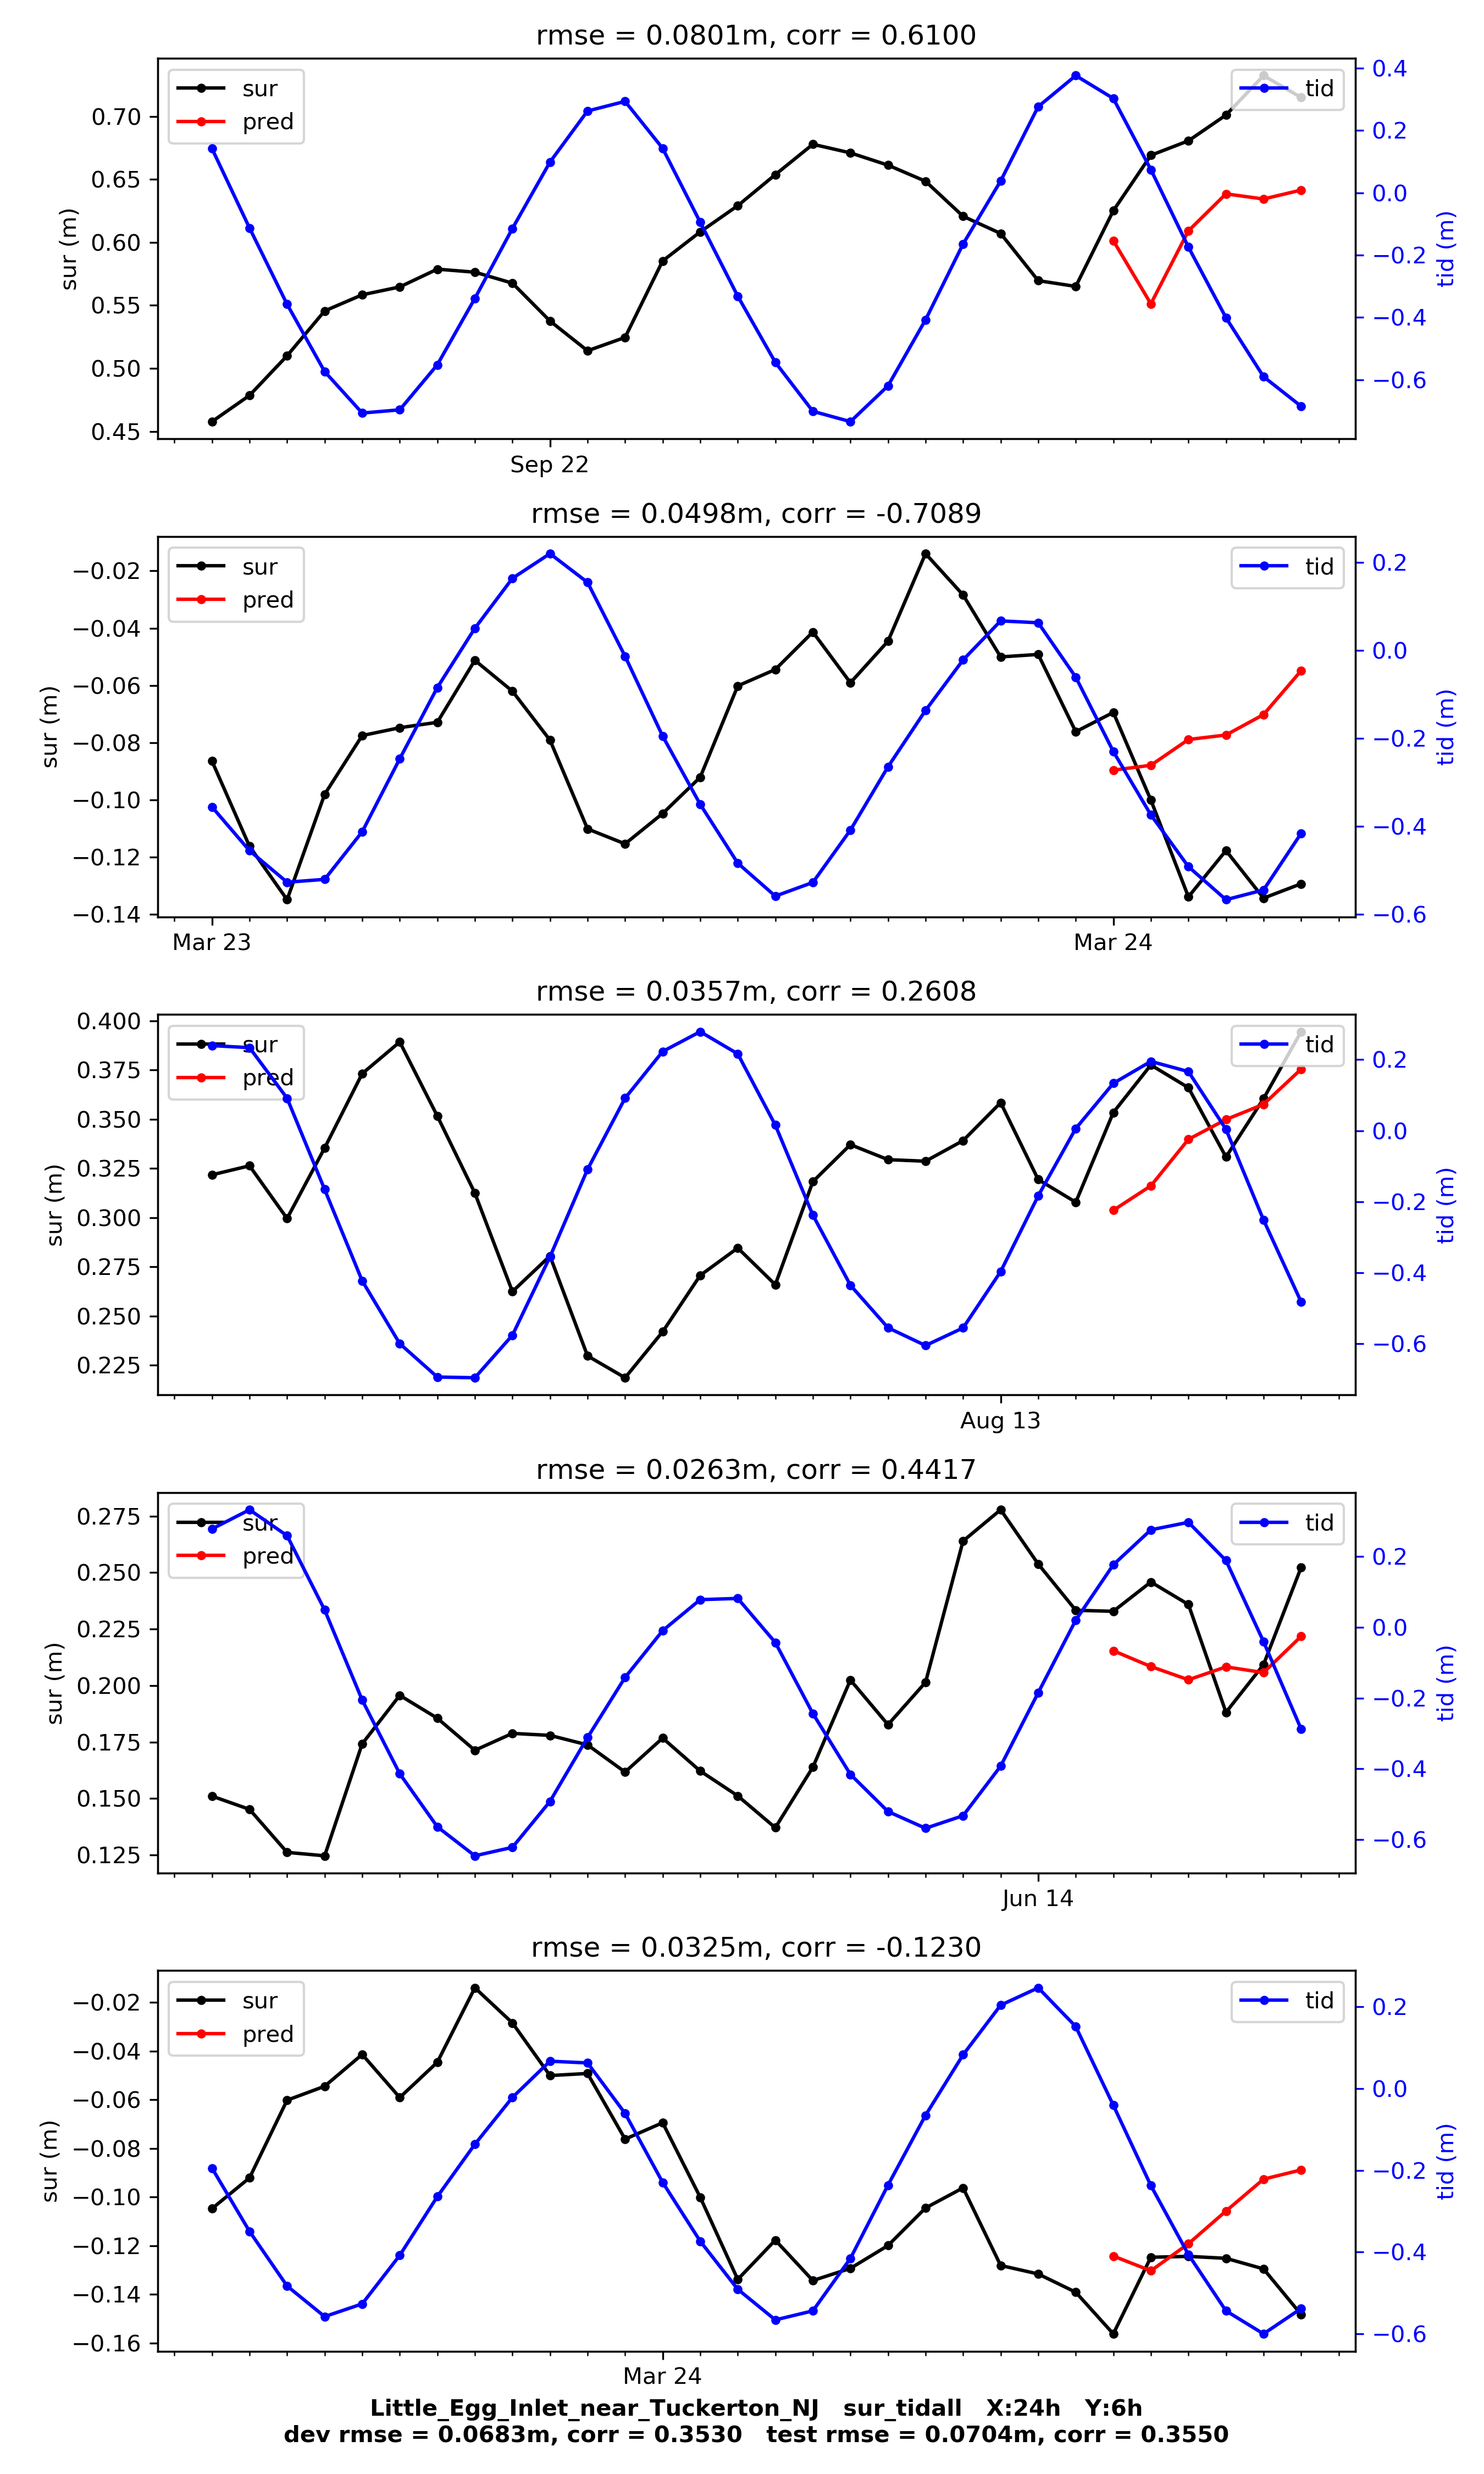 rmse = 0.0801m, corr = 0.6100
sur
pred
tid
0.70
0.65
0.60
0.55
0.50
0.45
sur (m)
0.4
0.2
0.0
−0.2
−0.4
−0.6
tid (m)
Sep 22
rmse = 0.0498m, corr = -0.7089
sur
pred
tid
−0.02
−0.04
−0.06
−0.08
−0.10
−0.12
−0.14
sur (m)
0.2
0.0
−0.2
−0.4
−0.6
tid (m)
Mar 23
Mar 24
rmse = 0.0357m, corr = 0.2608
sur
pred
tid
0.400
0.375
0.350
0.325
0.300
0.275
0.250
0.225
sur (m)
0.2
0.0
−0.2
−0.4
−0.6
tid (m)
Aug 13
rmse = 0.0263m, corr = 0.4417
sur
pred
tid
0.275
0.250
0.225
0.200
0.175
0.150
0.125
sur (m)
0.2
0.0
−0.2
−0.4
−0.6
tid (m)
Jun 14
rmse = 0.0325m, corr = -0.1230
sur
pred
tid
−0.02
−0.04
−0.06
−0.08
−0.10
−0.12
−0.14
−0.16
sur (m)
0.2
0.0
−0.2
−0.4
−0.6
tid (m)
Mar 24
Little_Egg_Inlet_near_Tuckerton_NJ   sur_tidall   X:24h   Y:6h
dev rmse = 0.0683m, corr = 0.3530   test rmse = 0.0704m, corr = 0.3550